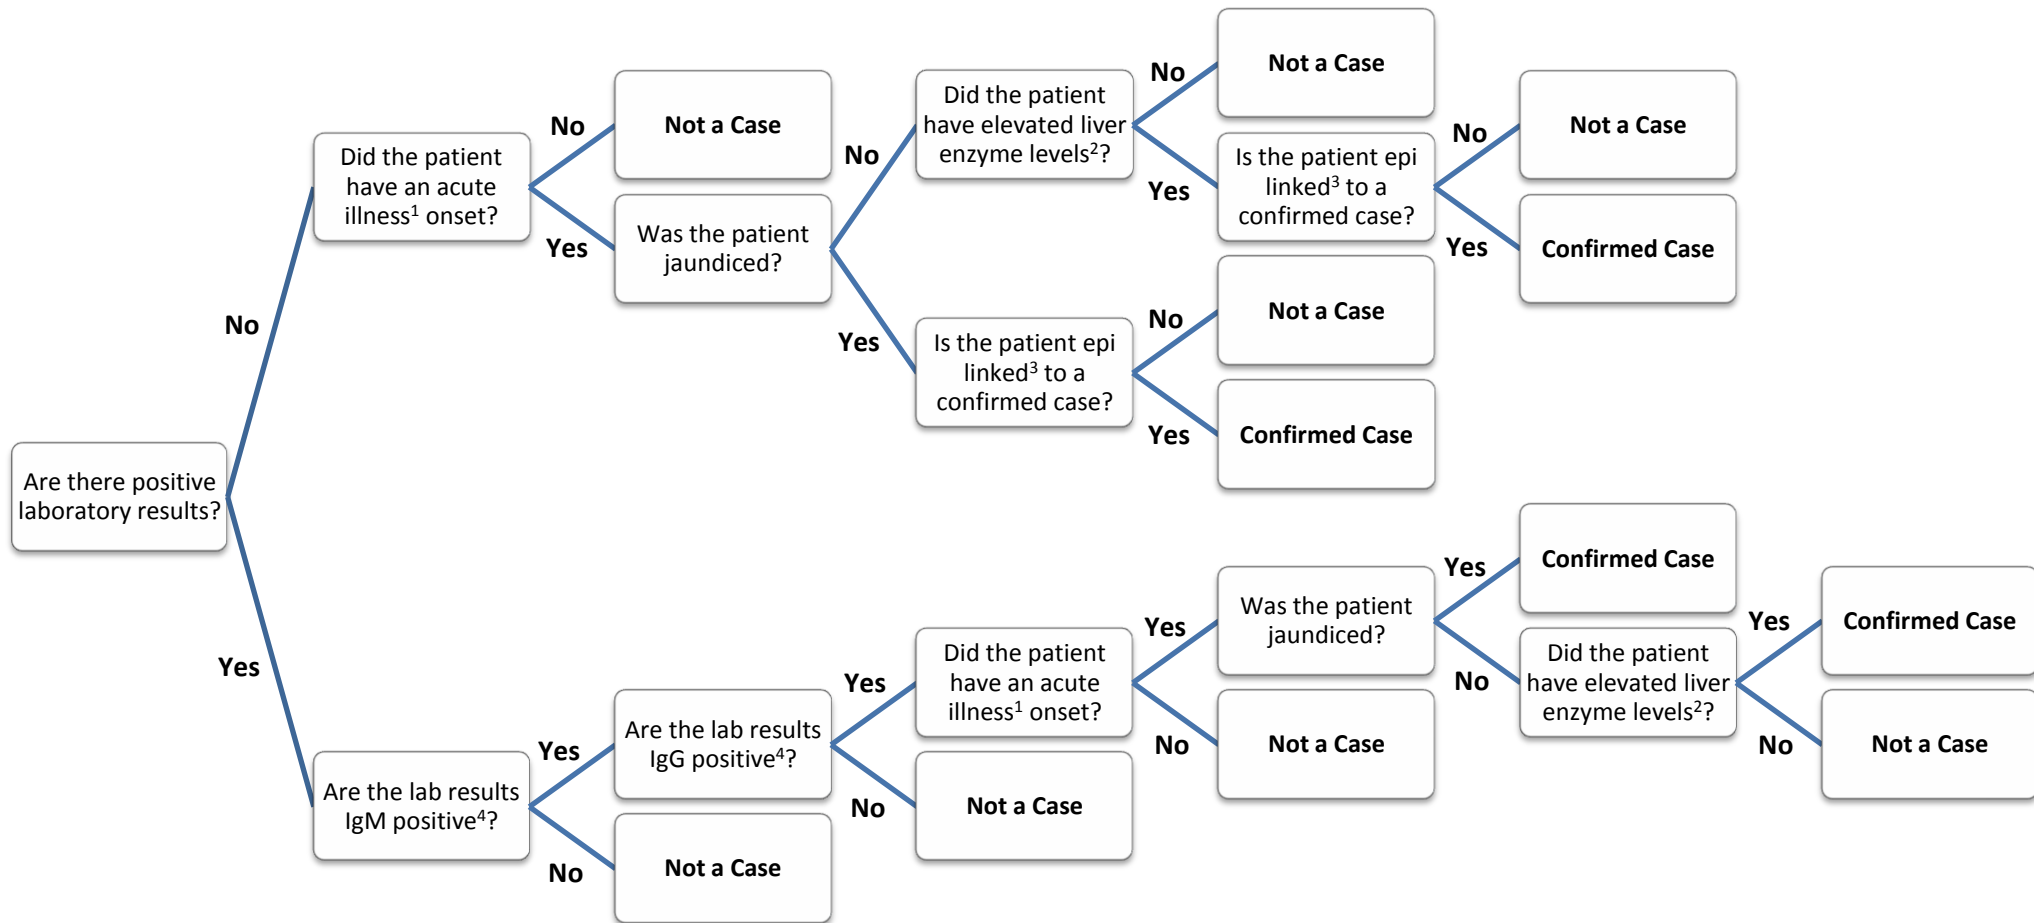 Are there positive
laboratory results?
No
Did the patient
have an acute
illness¹ onset?
No
Not a Case
Yes
Was the patient
jaundiced?
No
Did the patient
have elevated liver
enzyme levels²?
No
Not a Case
Yes
Is the patient epi
linked³ to a
confirmed case?
No
Not a Case
Yes
Confirmed Case
Yes
Is the patient epi
linked³ to a
confirmed case?
No
Not a Case
Yes
Confirmed Case
Yes
Are the lab results
IgM positive⁴?
Yes
Are the lab results
IgG positive⁴?
Yes
Did the patient
have an acute
illness¹ onset?
Yes
Was the patient
jaundiced?
Yes
Confirmed Case
No
Did the patient
have elevated liver
enzyme levels²?
Yes
Confirmed Case
No
Not a Case
No
Not a Case
No
Not a Case
No
Not a Case